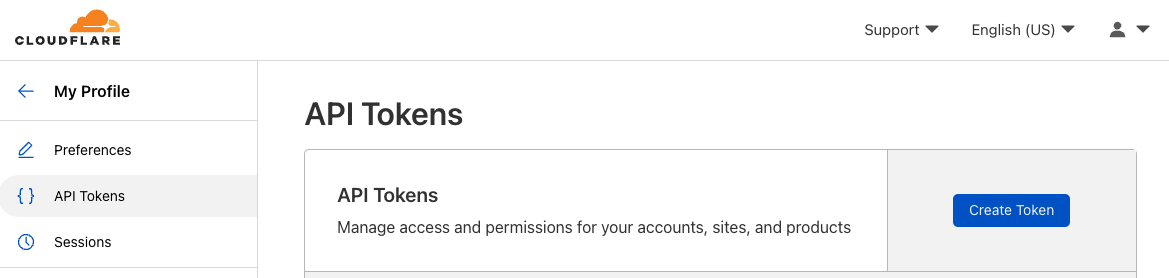 CLOUDFLARE
Support
English (US)
My Profile
Preferences
API Tokens
Sessions
API Tokens
API Tokens
Manage access and permissions for your accounts, sites, and products
Create Token